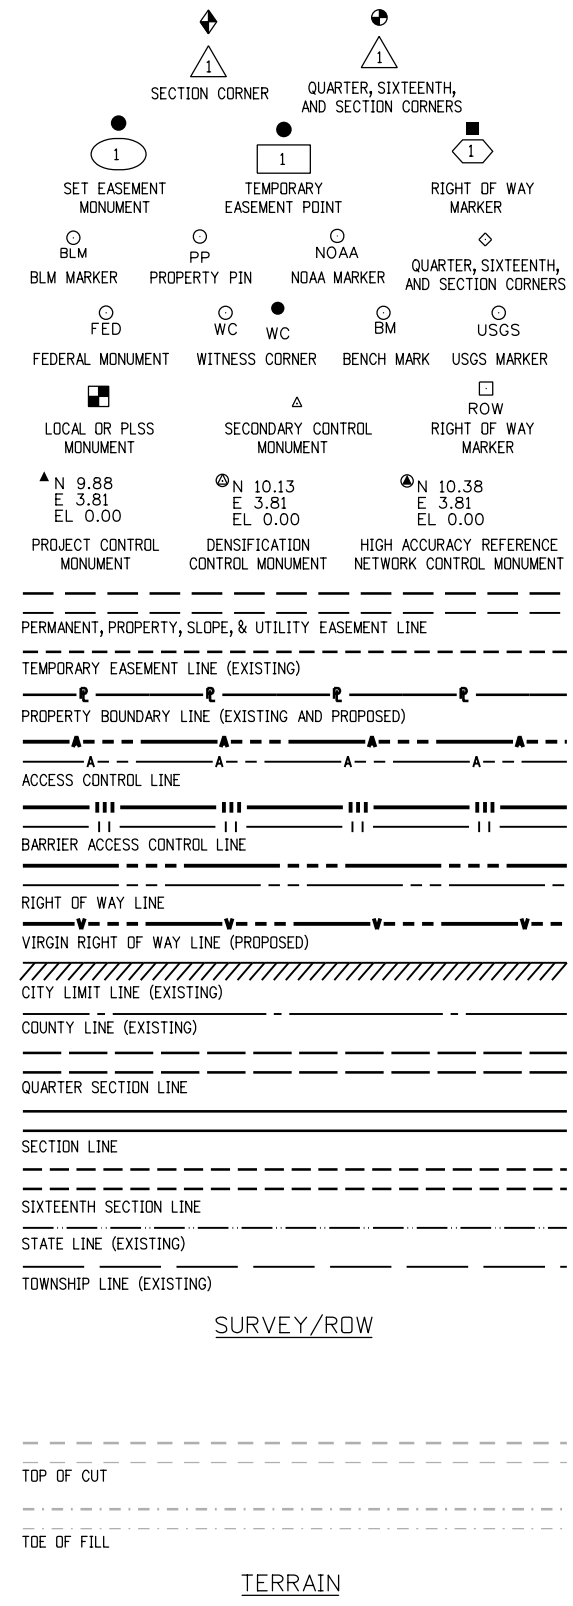 1
1
SECTION CORNER
QUARTER, SIXTEENTH,
AND SECTION CORNERS
1
1
1
SET EASEMENT
MONUMENT
TEMPORARY
EASEMENT POINT
RIGHT OF WAY
MARKER
BLM
PP
NOAA
BLM MARKER
PROPERTY PIN
NOAA MARKER
QUARTER, SIXTEENTH,
AND SECTION CORNERS
FED
WC
WC
BM
USGS
FEDERAL MONUMENT
WITNESS CORNER
BENCH MARK
USGS MARKER
ROW
LOCAL OR PLSS
MONUMENT
SECONDARY CONTROL
MONUMENT
RIGHT OF WAY
MARKER
N 9.88
E 3.81
EL 0.00
N 10.13
E 3.81
EL 0.00
N 10.38
E 3.81
EL 0.00
PROJECT CONTROL
MONUMENT
DENSIFICATION
CONTROL MONUMENT
HIGH ACCURACY REFERENCE
NETWORK CONTROL MONUMENT
PERMANENT, PROPERTY, SLOPE, & UTILITY EASEMENT LINE
TEMPORARY EASEMENT LINE (EXISTING)
℄ ℄ ℄ ℄
PROPERTY BOUNDARY LINE (EXISTING AND PROPOSED)
A A A A
A A A A
ACCESS CONTROL LINE
BARRIER ACCESS CONTROL LINE
RIGHT OF WAY LINE
V V V V
VIRGIN RIGHT OF WAY LINE (PROPOSED)
CITY LIMIT LINE (EXISTING)
COUNTY LINE (EXISTING)
QUARTER SECTION LINE
SECTION LINE
SIXTEENTH SECTION LINE
STATE LINE (EXISTING)
TOWNSHIP LINE (EXISTING)
SURVEY/ROW
TOP OF CUT
TOE OF FILL
TERRAIN